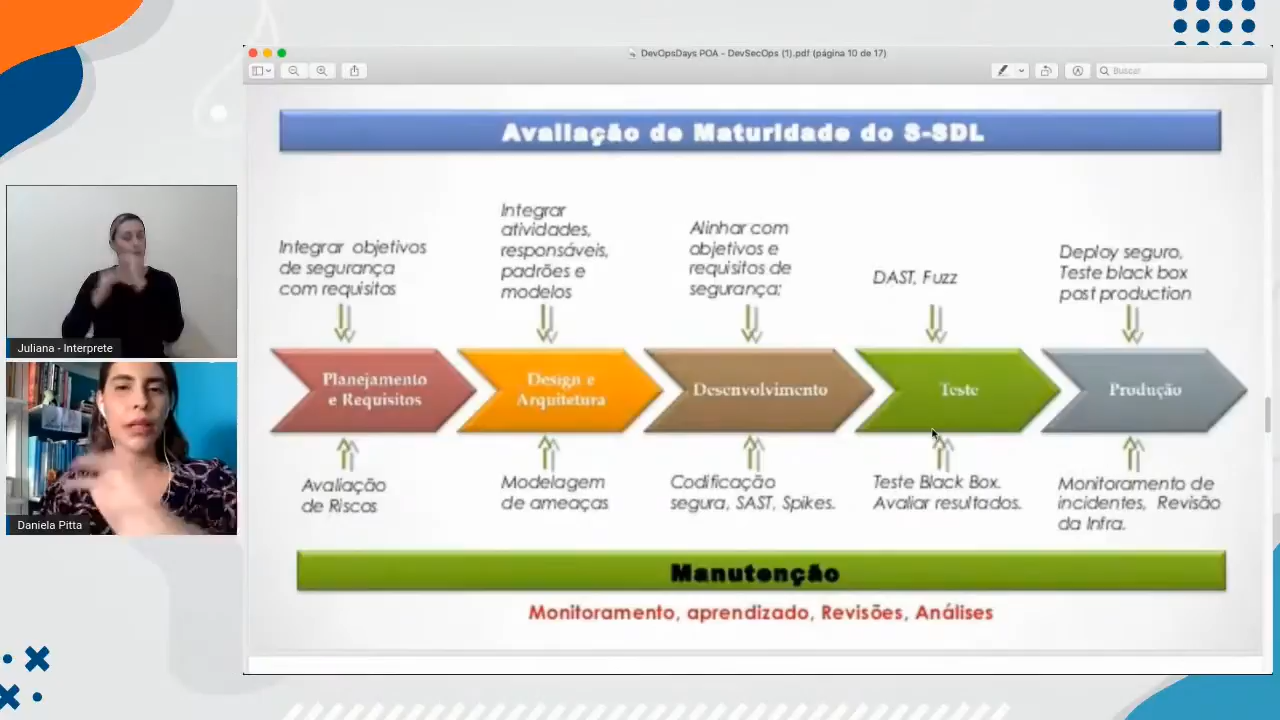 DevOpsDays POA - DevSecOps (1).pdf (página 10 de 17)
Buscar
Avaliação de Maturidade do S-SDL
Integrar objetivos
de segurança
com requisitos
Integrar
atividades,
responsáveis,
padrões e
modelos
Alinhar com
objetivos e
requisitos de
segurança;
DAST, Fuzz
Deploy seguro,
Teste black box
post production
Planejamento
e Requisitos
Design e
Arquitetura
Desenvolvimento
Teste
Produção
Avaliação
de Riscos
Modelagem
de ameaças
Codificação
segura, SAST, Spikes.
Teste Black Box.
Avaliar resultados.
Monitoramento de
incidentes, Revisão
da Infra.
Manutenção
Monitoramento, aprendizado, Revisões, Análises
Juliana - Interprete
Daniela Pitta